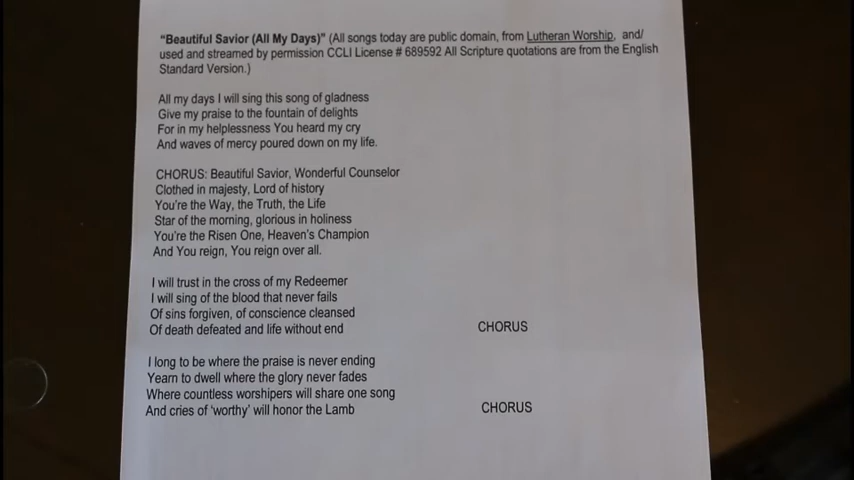 "Beautiful Savior (All My Days)" (All songs today are public domain, from Lutheran Worship, and/
used and streamed by permission CCLI License # 689592 All Scripture quotations are from the English
Standard Version.)
All my days I will sing this song of gladness
Give my praise to the fountain of delights
For in my helplessness You heard my cry
And waves of mercy poured down on my life.
CHORUS: Beautiful Savior, Wonderful Counselor
Clothed in majesty, Lord of history
You're the Way, the Truth, the Life
Star of the morning, glorious in holiness
You're the Risen One, Heaven's Champion
And You reign, You reign over all.
I will trust in the cross of my Redeemer
I will sing of the blood that never fails
Of sins forgiven, of conscience cleansed
Of death defeated and life without end CHORUS
I long to be where the praise is never ending
Yearn to dwell where the glory never fades
Where countless worshipers will share one song
And cries of 'worthy' will honor the Lamb CHORUS